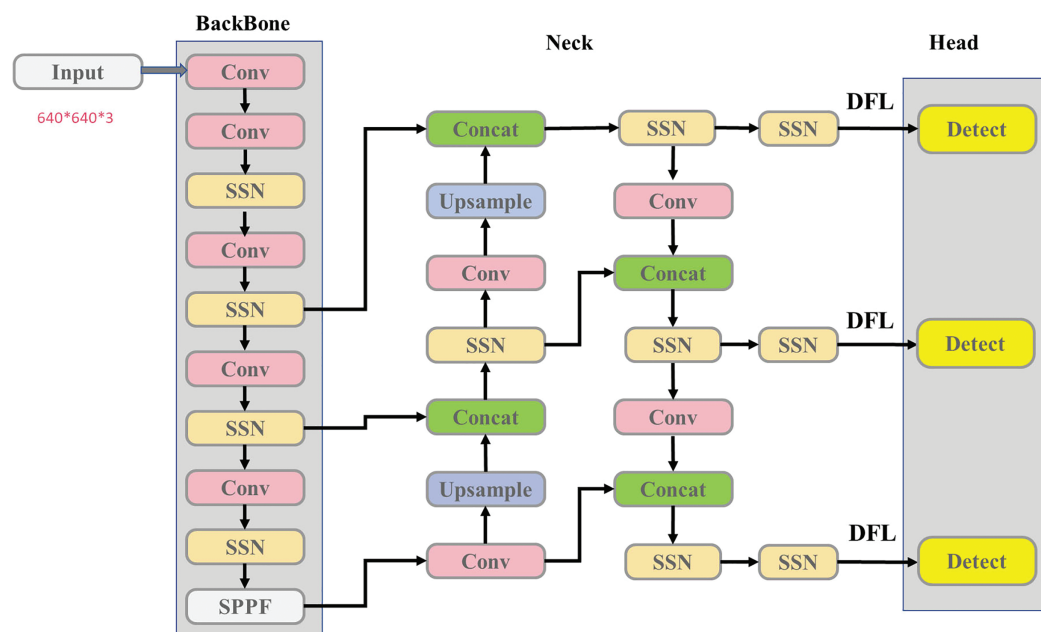 BackBone
Neck
Head
Input
640*640*3
Conv
Conv
SSN
Conv
SSN
Conv
SSN
Conv
SSN
SPPF
Concat
Upsample
Conv
SSN
Concat
Upsample
Conv
SSN
Conv
Concat
SSN
Conv
Concat
SSN
SSN
SSN
SSN
DFL
DFL
DFL
Detect
Detect
Detect